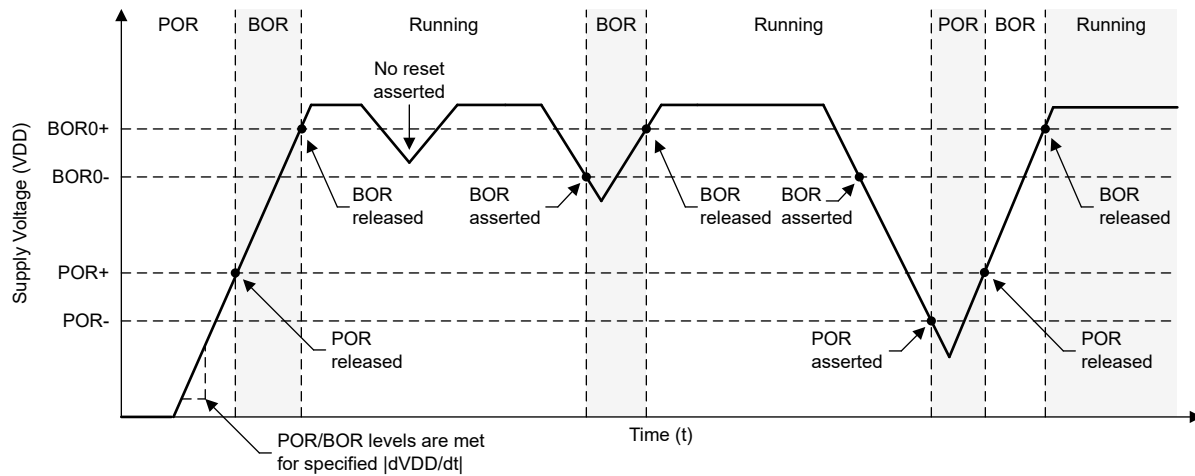 POR
BOR
Running
BOR
Running
POR
BOR
Running
No reset
asserted
Supply Voltage (VDD)
BOR0+
BOR0-
POR+
POR-
BOR
released
BOR
asserted
BOR
released
BOR
asserted
BOR
released
POR
released
POR
asserted
POR
released
Time (t)
POR/BOR levels are met
for specified |dVDD/dt|